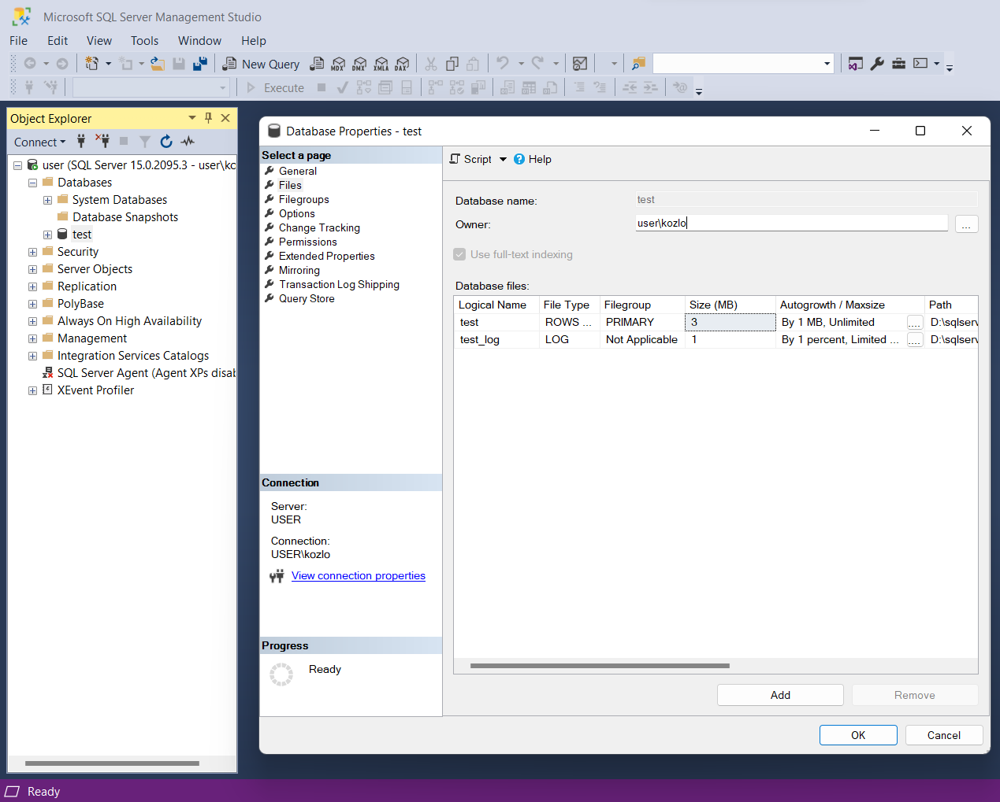 Microsoft SQL Server Management Studio
File Edit View Tools Window Help
New Query MDX DMX XMLA DAX
Execute
Object Explorer
Connect
user (SQL Server 15.0.2095.3 - user\ko
Databases
System Databases
Database Snapshots
test
Security
Server Objects
Replication
PolyBase
Always On High Availability
Management
Integration Services Catalogs
SQL Server Agent (Agent XPs disab
XEvent Profiler
Database Properties - test
Select a page
General
Files
Filegroups
Options
Change Tracking
Permissions
Extended Properties
Mirroring
Transaction Log Shipping
Query Store
Connection
Server:
USER
Connection:
USER\kozlo
View connection properties
Progress
Ready
Script Help
Database name: test
Owner: user\kozlo ...
Use full-text indexing
Database files:
Logical Name File Type Filegroup Size (MB) Autogrowth / Maxsize Path
test ROWS ... PRIMARY 3 By 1 MB, Unlimited .... D:\sqlserv
test_log LOG Not Applicable 1 By 1 percent, Limited ... .... D:\sqlserv
Add Remove
OK Cancel
Ready